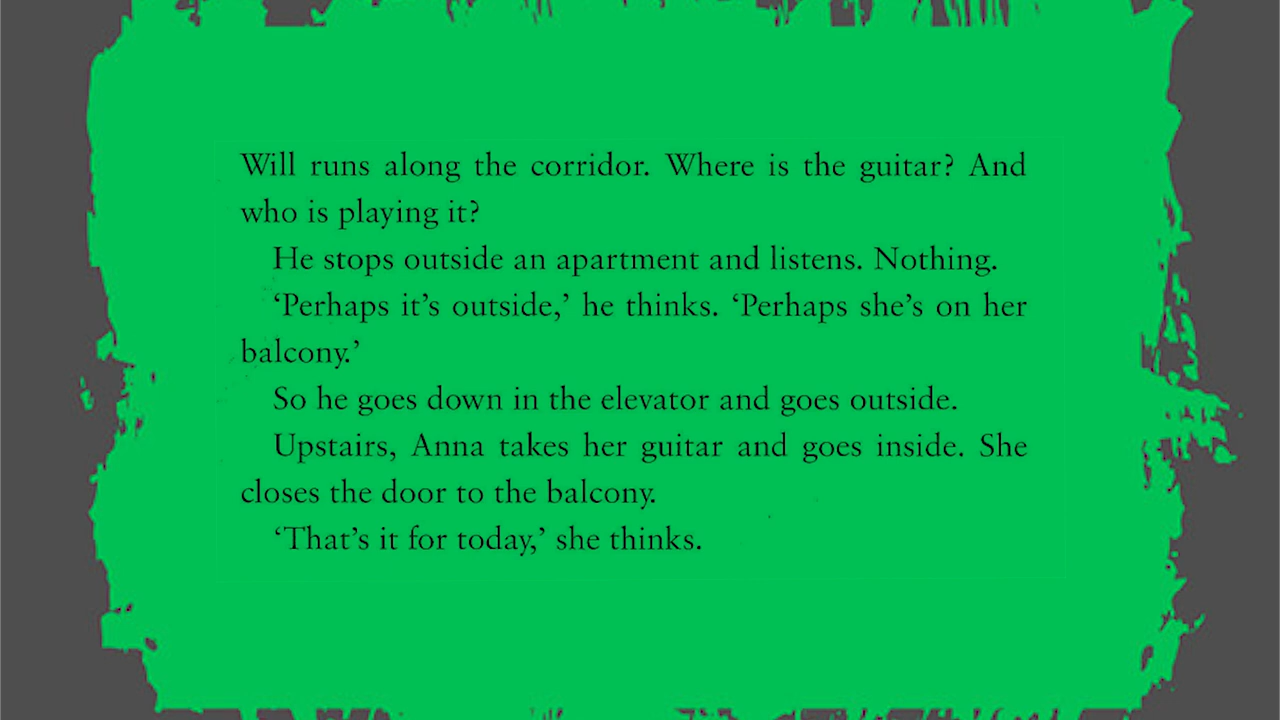 Will runs along the corridor. Where is the guitar? And
who is playing it?
He stops outside an apartment and listens. Nothing.
‘Perhaps it’s outside,’ he thinks. ‘Perhaps she’s on her
balcony.’
So he goes down in the elevator and goes outside.
Upstairs, Anna takes her guitar and goes inside. She
closes the door to the balcony.
‘That’s it for today,’ she thinks.